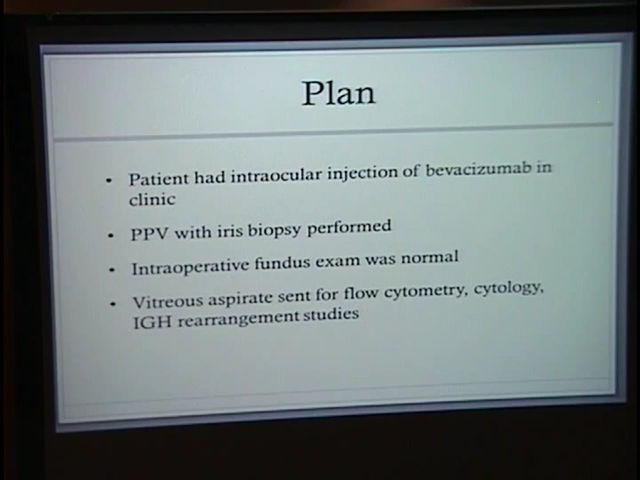 Plan
• Patient had intraocular injection of bevacizumab in
clinic
• PPV with iris biopsy performed
• Intraoperative fundus exam was normal
• Vitreous aspirate sent for flow cytometry, cytology,
IGH rearrangement studies